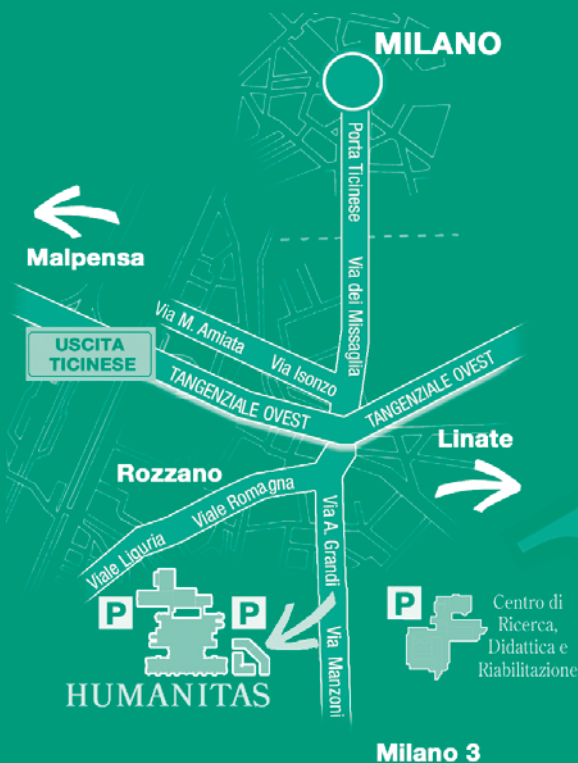 MILANO
Porta Ticinese
Malpensa
Via dei Missaglia
Via M. Amiata
Via Isonzo
USCITA
TICINESE
TANGENZIALE OVEST
TANGENZIALE OVEST
Linate
Rozzano
Viale Romagna
Viale Liguria
Via A. Grandi
P
P
P
Centro di
Ricerca,
Didattica e
Riabilitazione
Via Manzoni
HUMANITAS
Milano 3